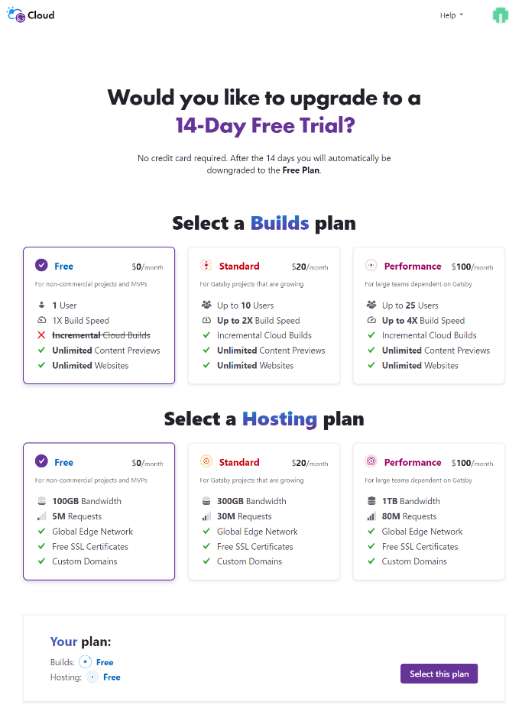 Cloud
Help
Would you like to upgrade to a
14-Day Free Trial?
No credit card required. After the 14 days you will automatically be
downgraded to the Free Plan.
Select a Builds plan
Free $0/month
For non-commercial projects and MVPs
1 User
1X Build Speed
Incremental Cloud Builds
Unlimited Content Previews
Unlimited Websites
Standard $20/month
For Gatsby projects that are growing
Up to 10 Users
Up to 2X Build Speed
Incremental Cloud Builds
Unlimited Content Previews
Unlimited Websites
Performance $100/month
For large teams dependent on Gatsby
Up to 25 Users
Up to 4X Build Speed
Incremental Cloud Builds
Unlimited Content Previews
Unlimited Websites
Select a Hosting plan
Free $0/month
For non-commercial projects and MVPs
100GB Bandwidth
5M Requests
Global Edge Network
Free SSL Certificates
Custom Domains
Standard $20/month
For Gatsby projects that are growing
300GB Bandwidth
30M Requests
Global Edge Network
Free SSL Certificates
Custom Domains
Performance $100/month
For large teams dependent on Gatsby
1TB Bandwidth
80M Requests
Global Edge Network
Free SSL Certificates
Custom Domains
Your plan:
Builds: Free
Hosting: Free
Select this plan